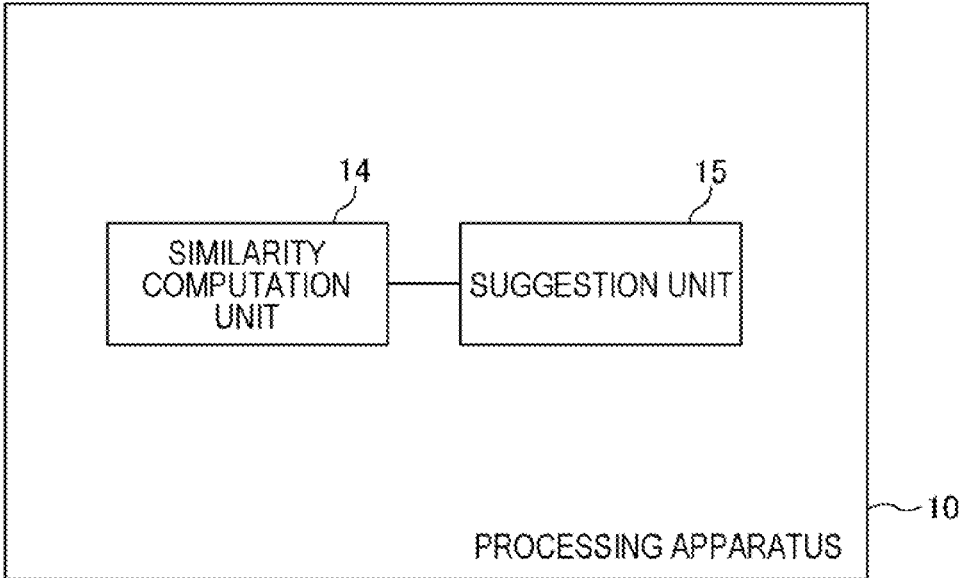 14
15
SIMILARITY
COMPUTATION
UNIT
SUGGESTION UNIT
10
PROCESSING APPARATUS